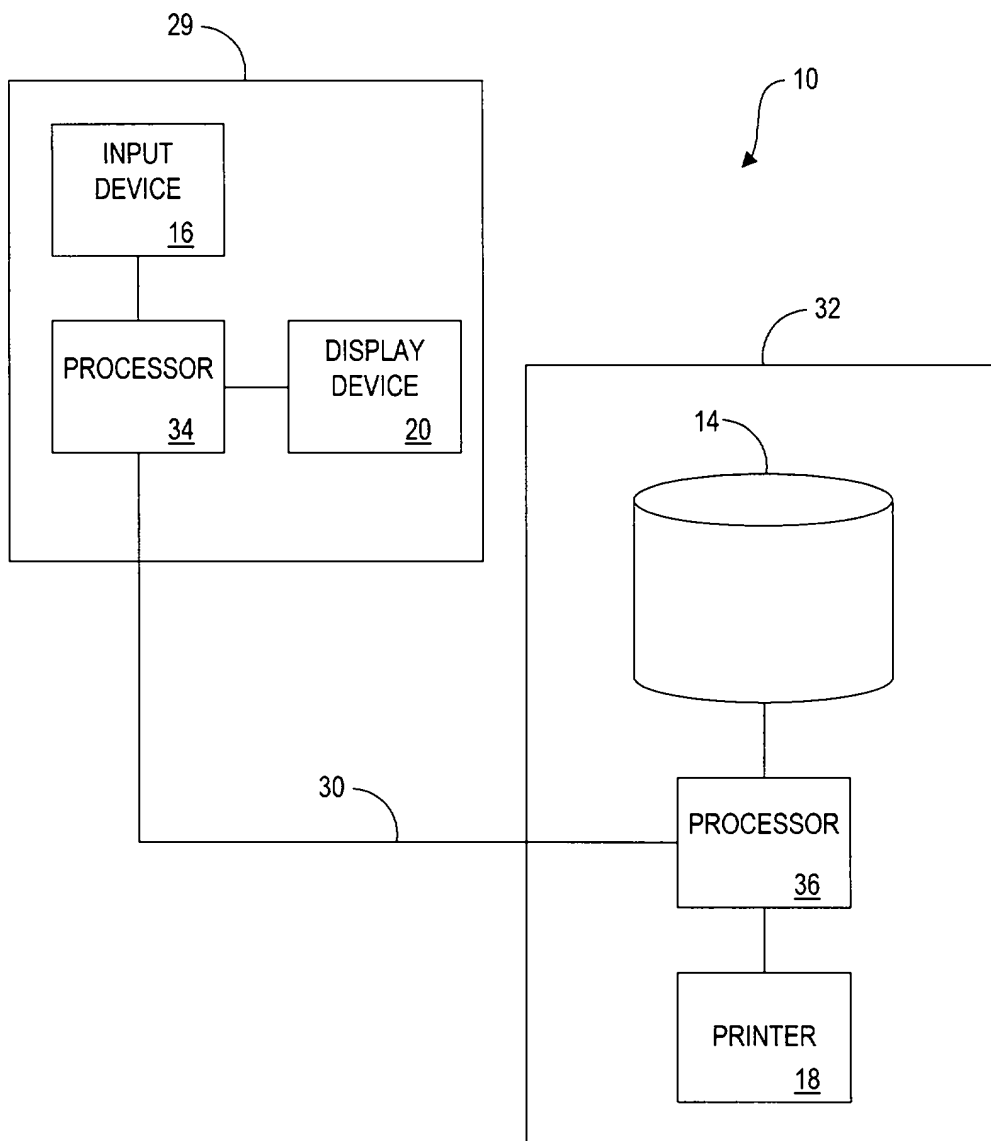 29
10
INPUT
DEVICE
16
32
PROCESSOR
34
DISPLAY
DEVICE
20
14
30
PROCESSOR
36
PRINTER
18